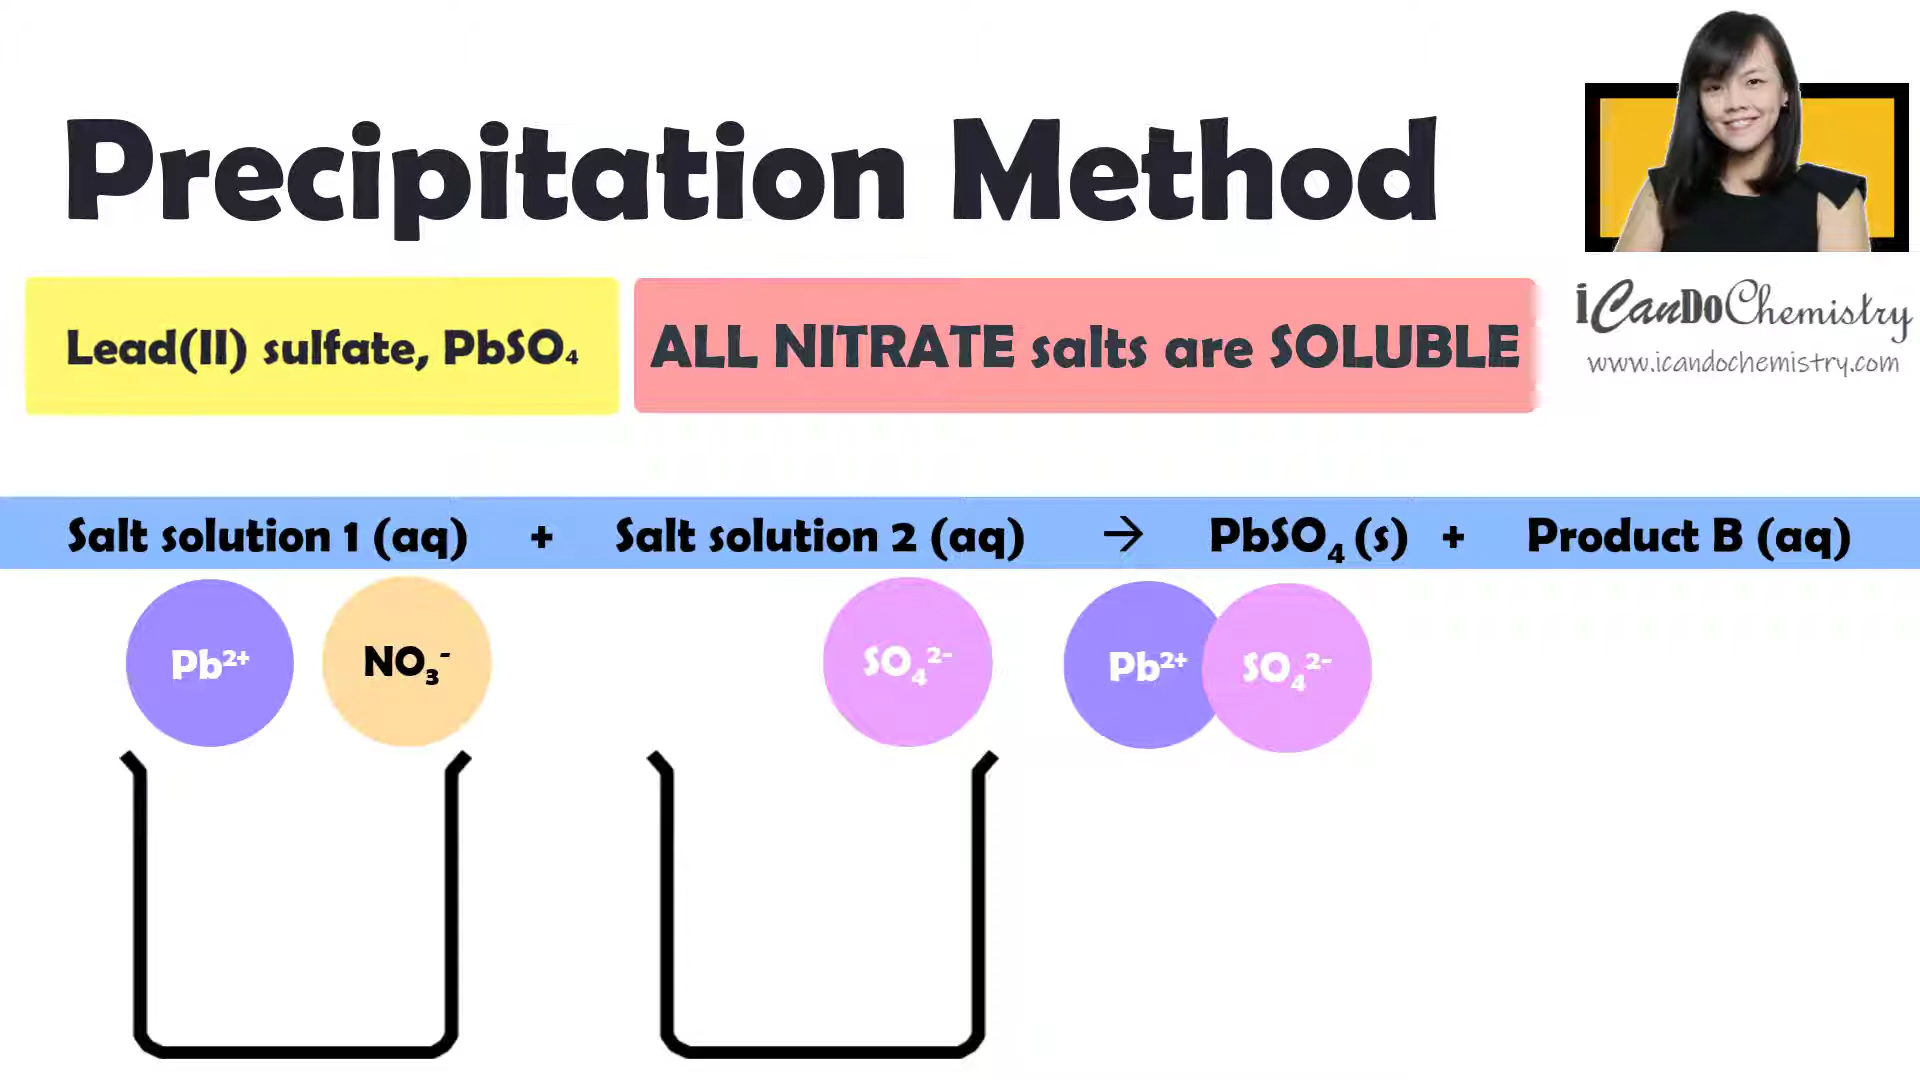 Precipitation Method
Lead(II) sulfate, PbSO₄
ALL NITRATE salts are SOLUBLE
iCanDoChemistry
www.icandochemistry.com
Salt solution 1 (aq) + Salt solution 2 (aq) → PbSO₄ (s) + Product B (aq)
Pb²⁺ NO₃⁻ SO₄²⁻ Pb²⁺ SO₄²⁻